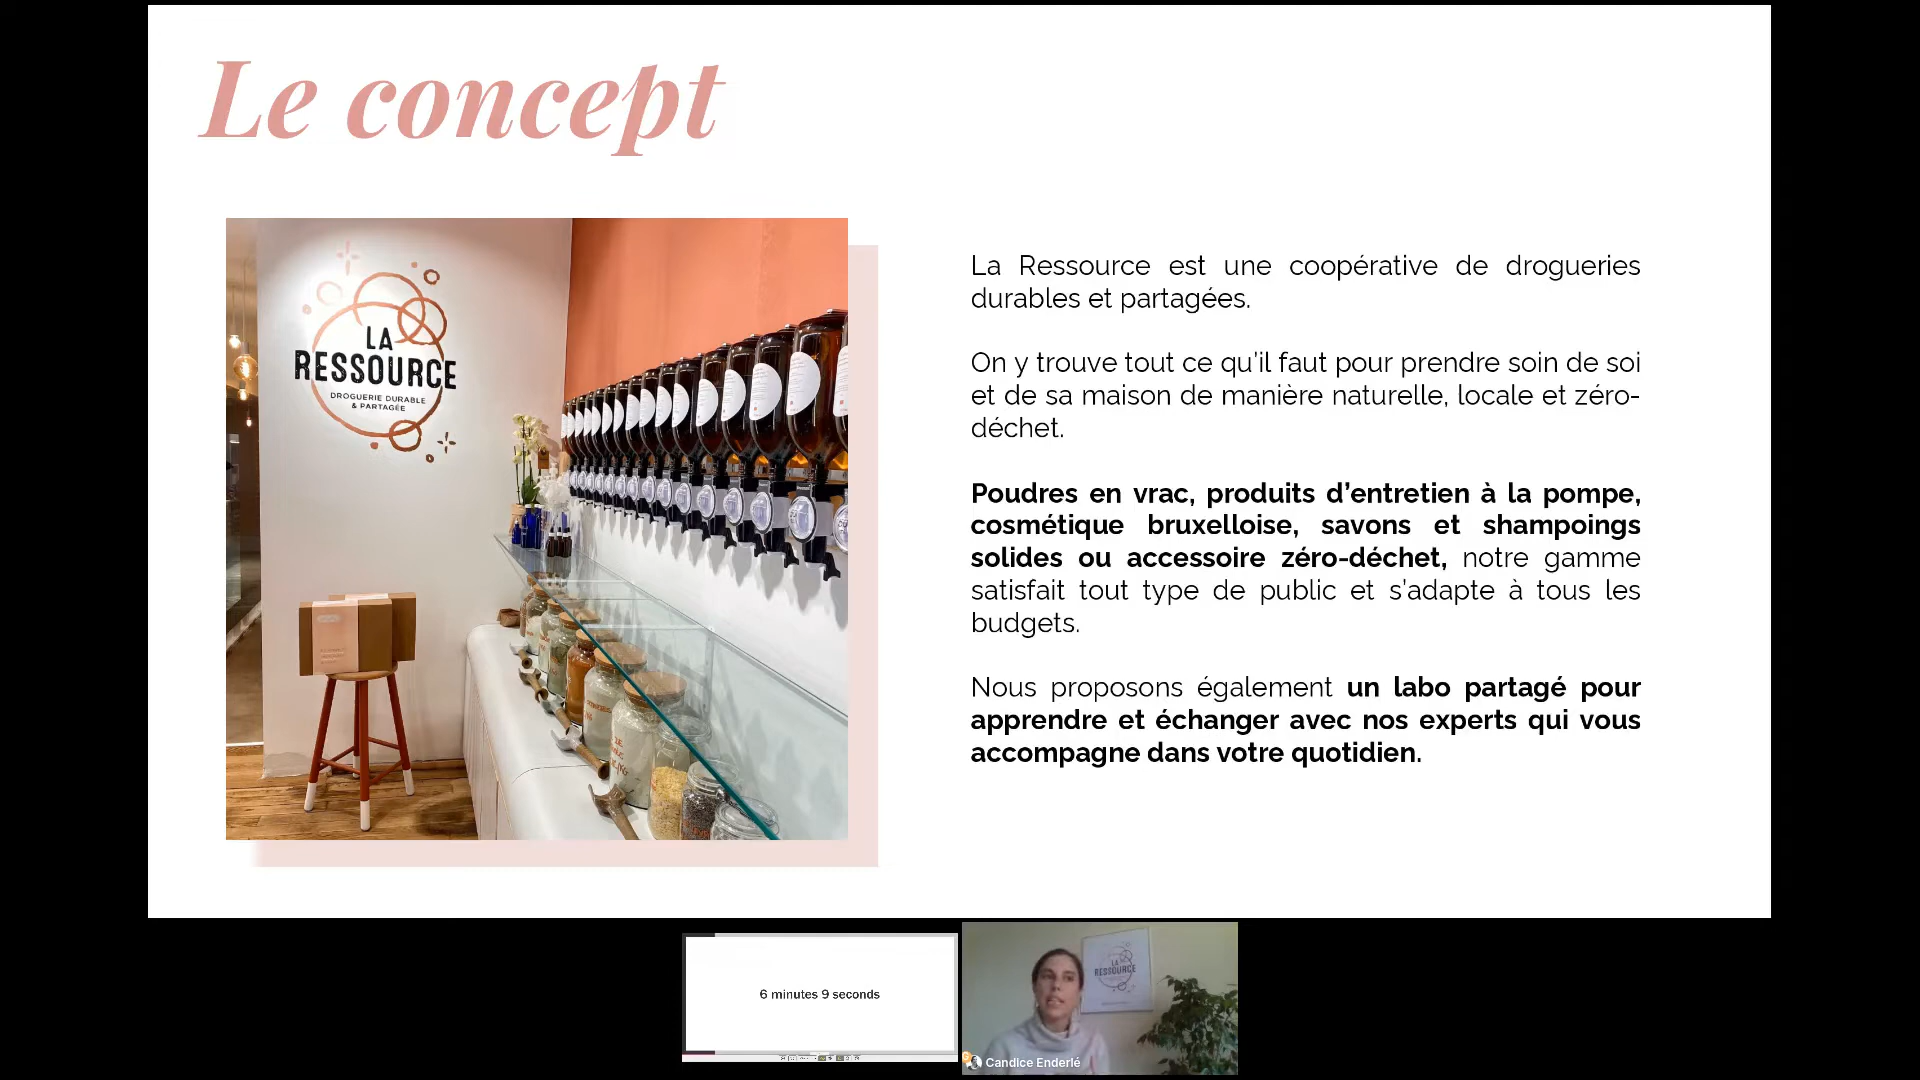 Le concept
LA
RESSOURCE
DROGUERIE DURABLE
& PARTAGÉE
La Ressource est une coopérative de drogueries
durables et partagées.
On y trouve tout ce qu'il faut pour prendre soin de soi
et de sa maison de manière naturelle, locale et zéro-
déchet.
Poudres en vrac, produits d'entretien à la pompe,
cosmétique bruxelloise, savons et shampoings
solides ou accessoire zéro-déchet, notre gamme
satisfait tout type de public et s'adapte à tous les
budgets.
Nous proposons également un labo partagé pour
apprendre et échanger avec nos experts qui vous
accompagne dans votre quotidien.
6 minutes 9 seconds
LA
RESSOURCE
Candice Enderlé